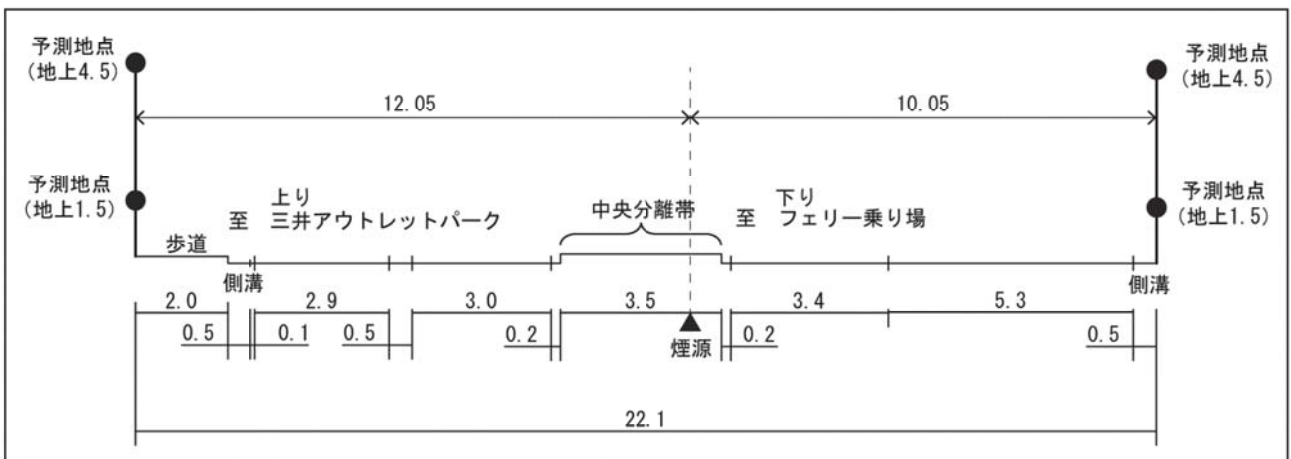 予測地点
(地上4.5)
予測地点
(地上4.5)
12.05
10.05
予測地点
(地上1.5)
予測地点
(地上1.5)
上り
至 三井アウトレットパーク
中央分離帯
下り
至 フェリー乗り場
歩道
側溝
側溝
2.0
2.9
3.0
3.5
3.4
5.3
0.5
0.1
0.5
0.2
煙源
0.2
0.5
22.1